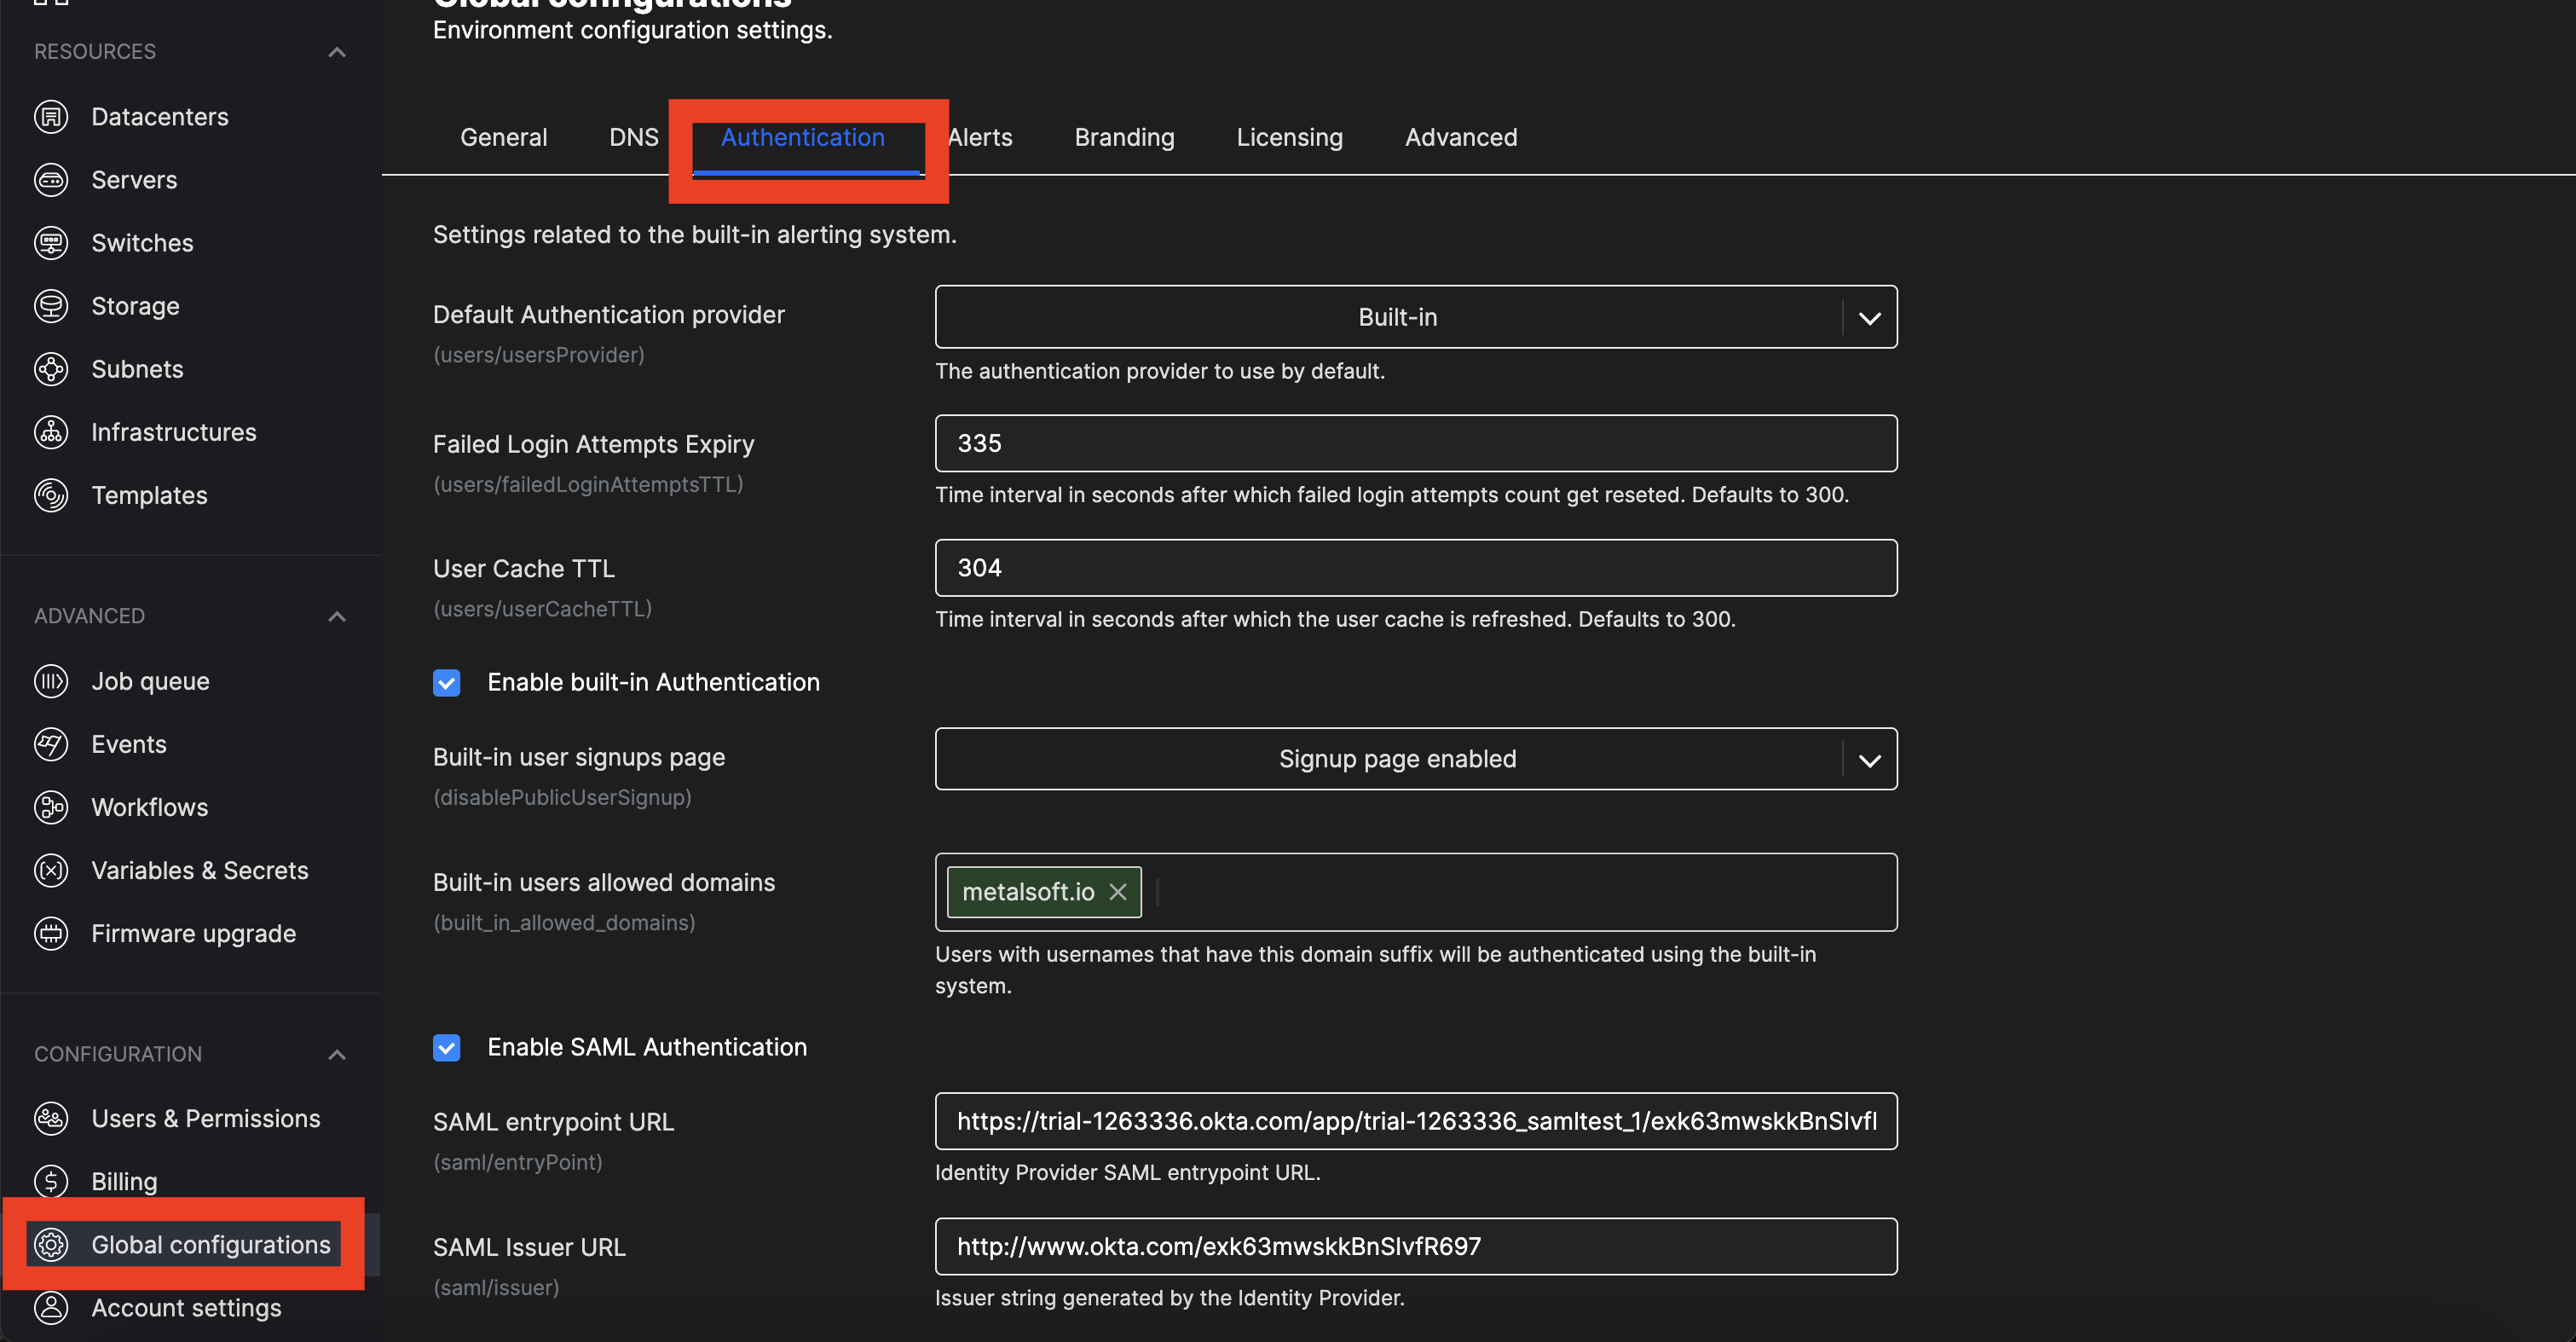 RESOURCES
Datacenters
Servers
Switches
Storage
Subnets
Infrastructures
Templates
ADVANCED
Job queue
Events
Workflows
Variables & Secrets
Firmware upgrade
CONFIGURATION
Users & Permissions
Billing
Global configurations
Account settings
Global configurations
Environment configuration settings.
General DNS Authentication Alerts Branding Licensing Advanced
Settings related to the built-in alerting system.
Default Authentication provider
(users/usersProvider)
Built-in
The authentication provider to use by default.
Failed Login Attempts Expiry
(users/failedLoginAttemptsTTL)
335
Time interval in seconds after which failed login attempts count get reseted. Defaults to 300.
User Cache TTL
(users/userCacheTTL)
304
Time interval in seconds after which the user cache is refreshed. Defaults to 300.
Enable built-in Authentication
Built-in user signups page
(disablePublicUserSignup)
Signup page enabled
Built-in users allowed domains
(built_in_allowed_domains)
metalsoft.io
Users with usernames that have this domain suffix will be authenticated using the built-in
system.
Enable SAML Authentication
SAML entrypoint URL
(saml/entryPoint)
https://trial-1263336.okta.com/app/trial-1263336_samltest_1/exk63mwskkBnSlvfI
Identity Provider SAML entrypoint URL.
SAML Issuer URL
(saml/issuer)
http://www.okta.com/exk63mwskkBnSlvfR697
Issuer string generated by the Identity Provider.